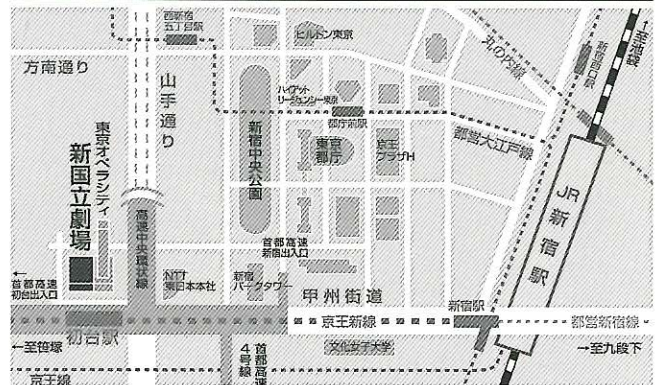 西新宿
五丁目駅
ヒルトン東京
丸の内線
新宿西口駅
↑至池袋
方南通り
山手通り
ハイアット
リージェンシー東京
都庁前駅
都営大江戸線
新宿中央公園
東京
都庁
京王
プラザH
東京オペラシティ
新国立劇場
高速中央環状線
JR新宿駅
首都高速
新宿出入口
←
首都高速
初台出入口
NTT
東日本本社
新宿
パークタワー
甲州街道
新宿駅
初台駅
京王新線
都営新宿線
←至笹塚
首都高速
4号線
文化女子大学
→至九段下
京王線